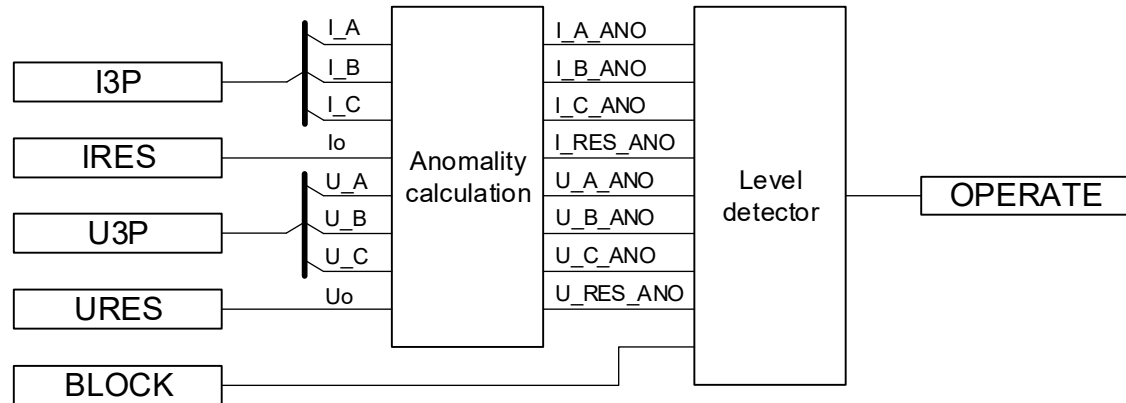 I3P
IRES
U3P
URES
BLOCK
I_A
I_B
I_C
Io
U_A
U_B
U_C
Uo
Anomality
calculation
I_A_ANO
I_B_ANO
I_C_ANO
I_RES_ANO
U_A_ANO
U_B_ANO
U_C_ANO
U_RES_ANO
Level
detector
OPERATE